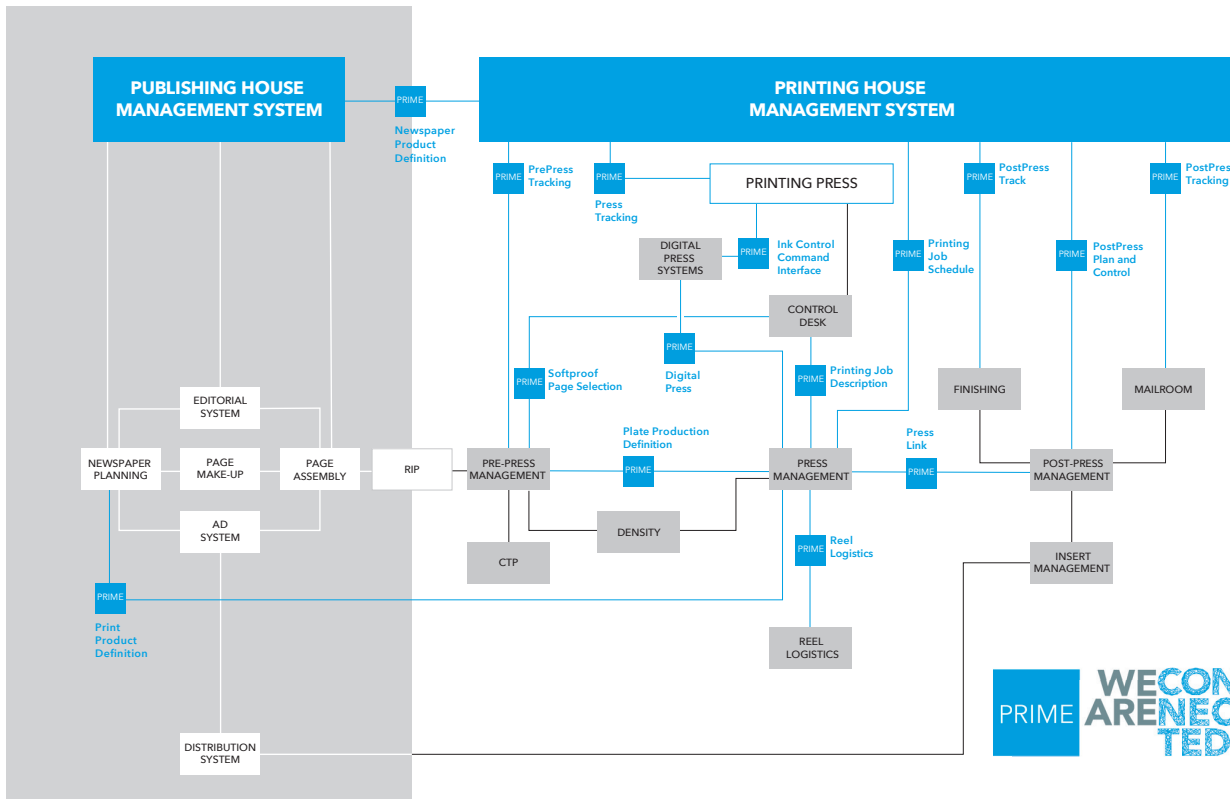 PUBLISHING HOUSE
MANAGEMENT SYSTEM
PRIME
Newspaper
Product
Definition
PRINTING HOUSE
MANAGEMENT SYSTEM
PRIME
PrePress
Tracking
PRIME
Press
Tracking
PRINTING PRESS
PRIME
PostPress
Track
PRIME
PostPress
Tracking
DIGITAL
PRESS
SYSTEMS
PRIME
Ink Control
Command
Interface
PRIME
Printing
Job
Schedule
PRIME
PostPress
Plan and
Control
CONTROL
DESK
PRIME
Digital
Press
PRIME
Softproof
Page Selection
PRIME
Printing Job
Description
FINISHING
MAILROOM
EDITORIAL
SYSTEM
NEWSPAPER
PLANNING
PAGE
MAKE-UP
PAGE
ASSEMBLY
RIP
PRE-PRESS
MANAGEMENT
Plate Production
Definition
PRIME
PRESS
MANAGEMENT
Press
Link
PRIME
POST-PRESS
MANAGEMENT
AD
SYSTEM
CTP
DENSITY
PRIME
Reel
Logistics
INSERT
MANAGEMENT
PRIME
Print
Product
Definition
REEL
LOGISTICS
DISTRIBUTION
SYSTEM
PRIME
WE CON
ARE NEC
TED